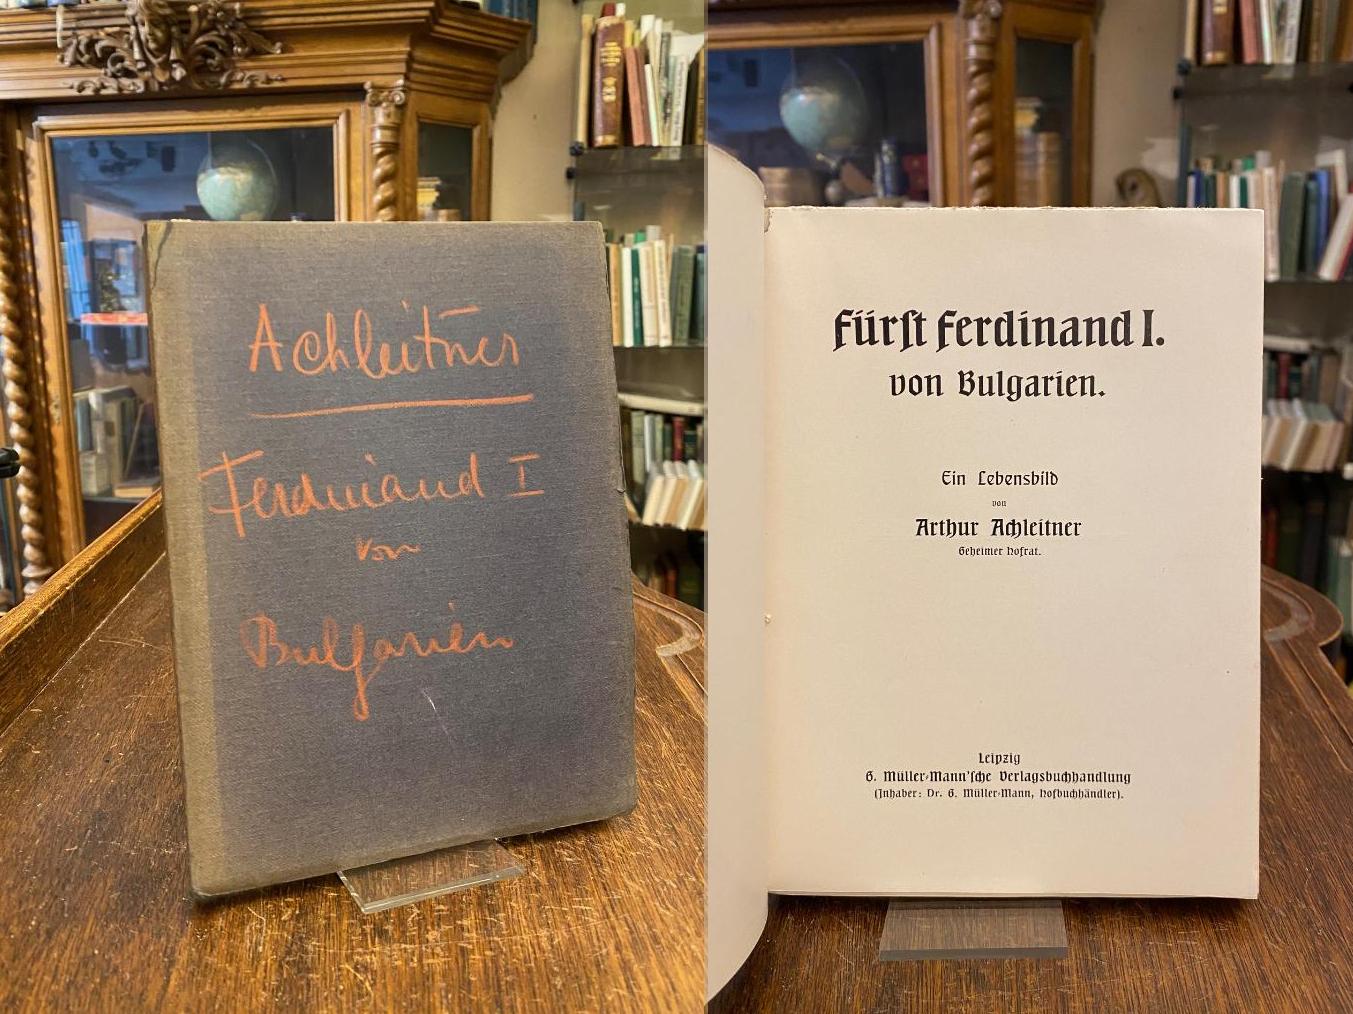 Achleitner
Ferdinand I
von
Bulgarien
Fürſt Ferdinand I.
von Bulgarien.
Ein Lebensbild
von
Arthur Achleitner
Geheimer Hofrat.
Leipzig
G. Müller-Mann'ſche Verlagsbuchhandlung
(Inhaber: Dr. G. Müller-Mann, Hofbuchhändler).